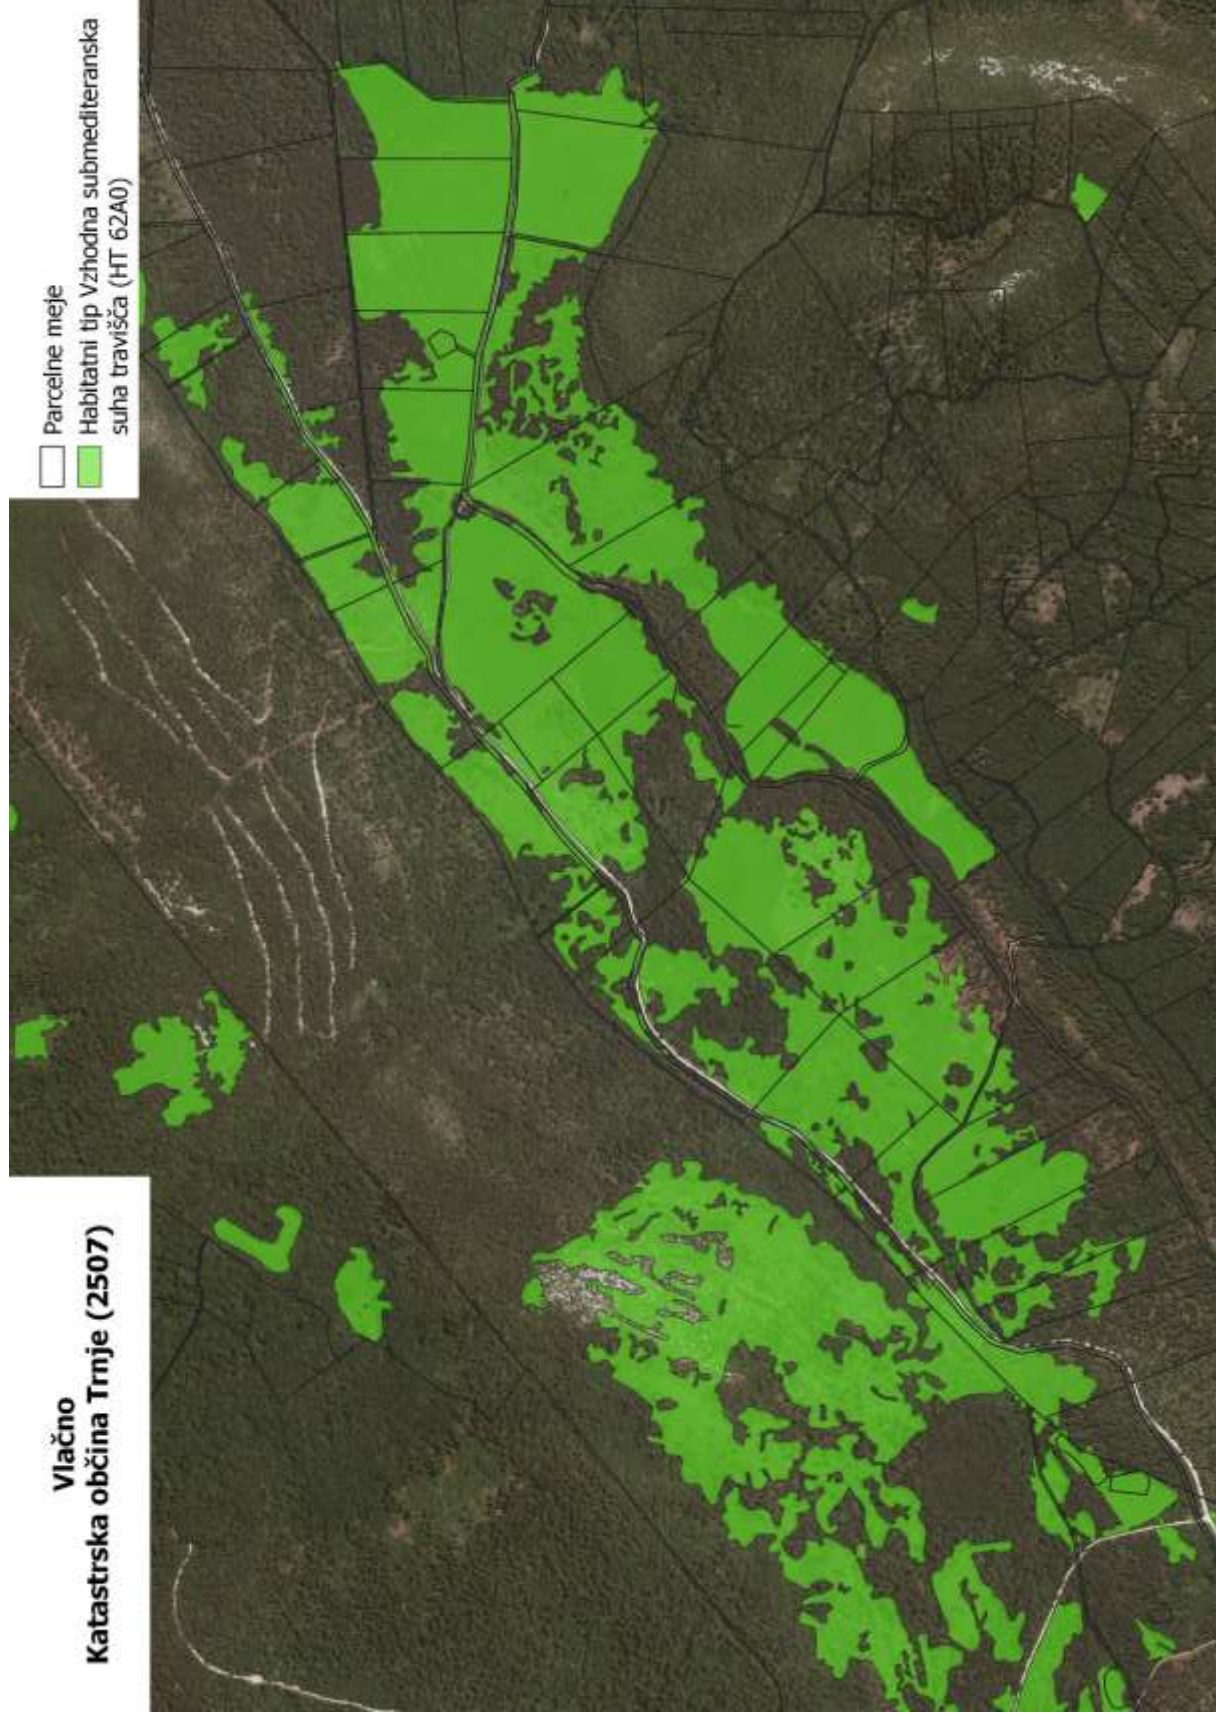 Vlačno
Katastrska občina Trnje (2507)
Parcelne meje
Habitatni tip Vzhodna submediteranska
suha travišča (HT 62A0)